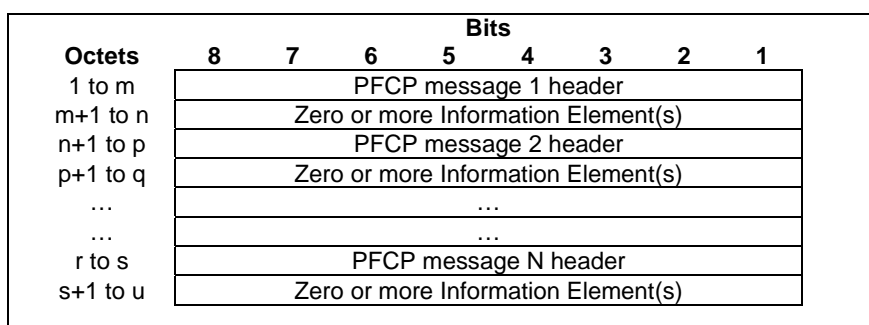 Bits
Octets 8 7 6 5 4 3 2 1
1 to m PFCP message 1 header
m+1 to n Zero or more Information Element(s)
n+1 to p PFCP message 2 header
p+1 to q Zero or more Information Element(s)
… …
… …
r to s PFCP message N header
s+1 to u Zero or more Information Element(s)